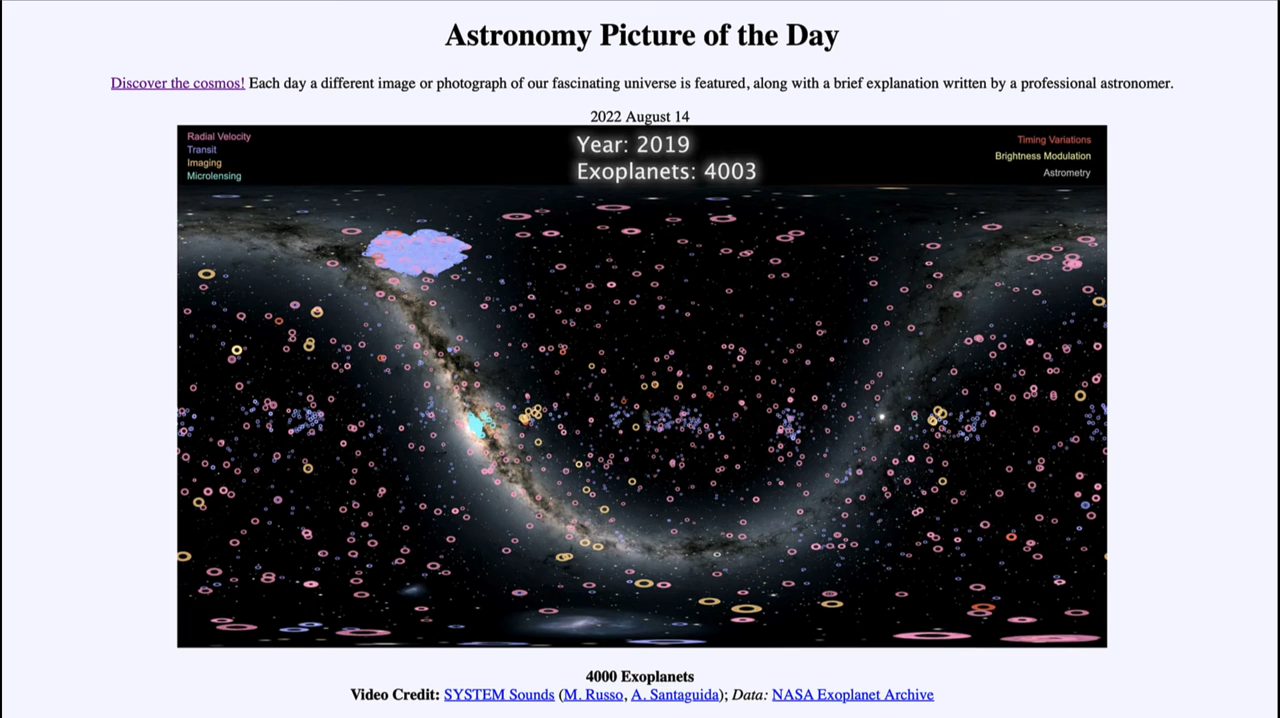 Astronomy Picture of the Day
Discover the cosmos! Each day a different image or photograph of our fascinating universe is featured, along with a brief explanation written by a professional astronomer.
2022 August 14
Radial Velocity
Transit
Imaging
Microlensing
Year: 2019
Exoplanets: 4003
Timing Variations
Brightness Modulation
Astrometry
4000 Exoplanets
Video Credit: SYSTEM Sounds (M. Russo, A. Santaguida); Data: NASA Exoplanet Archive